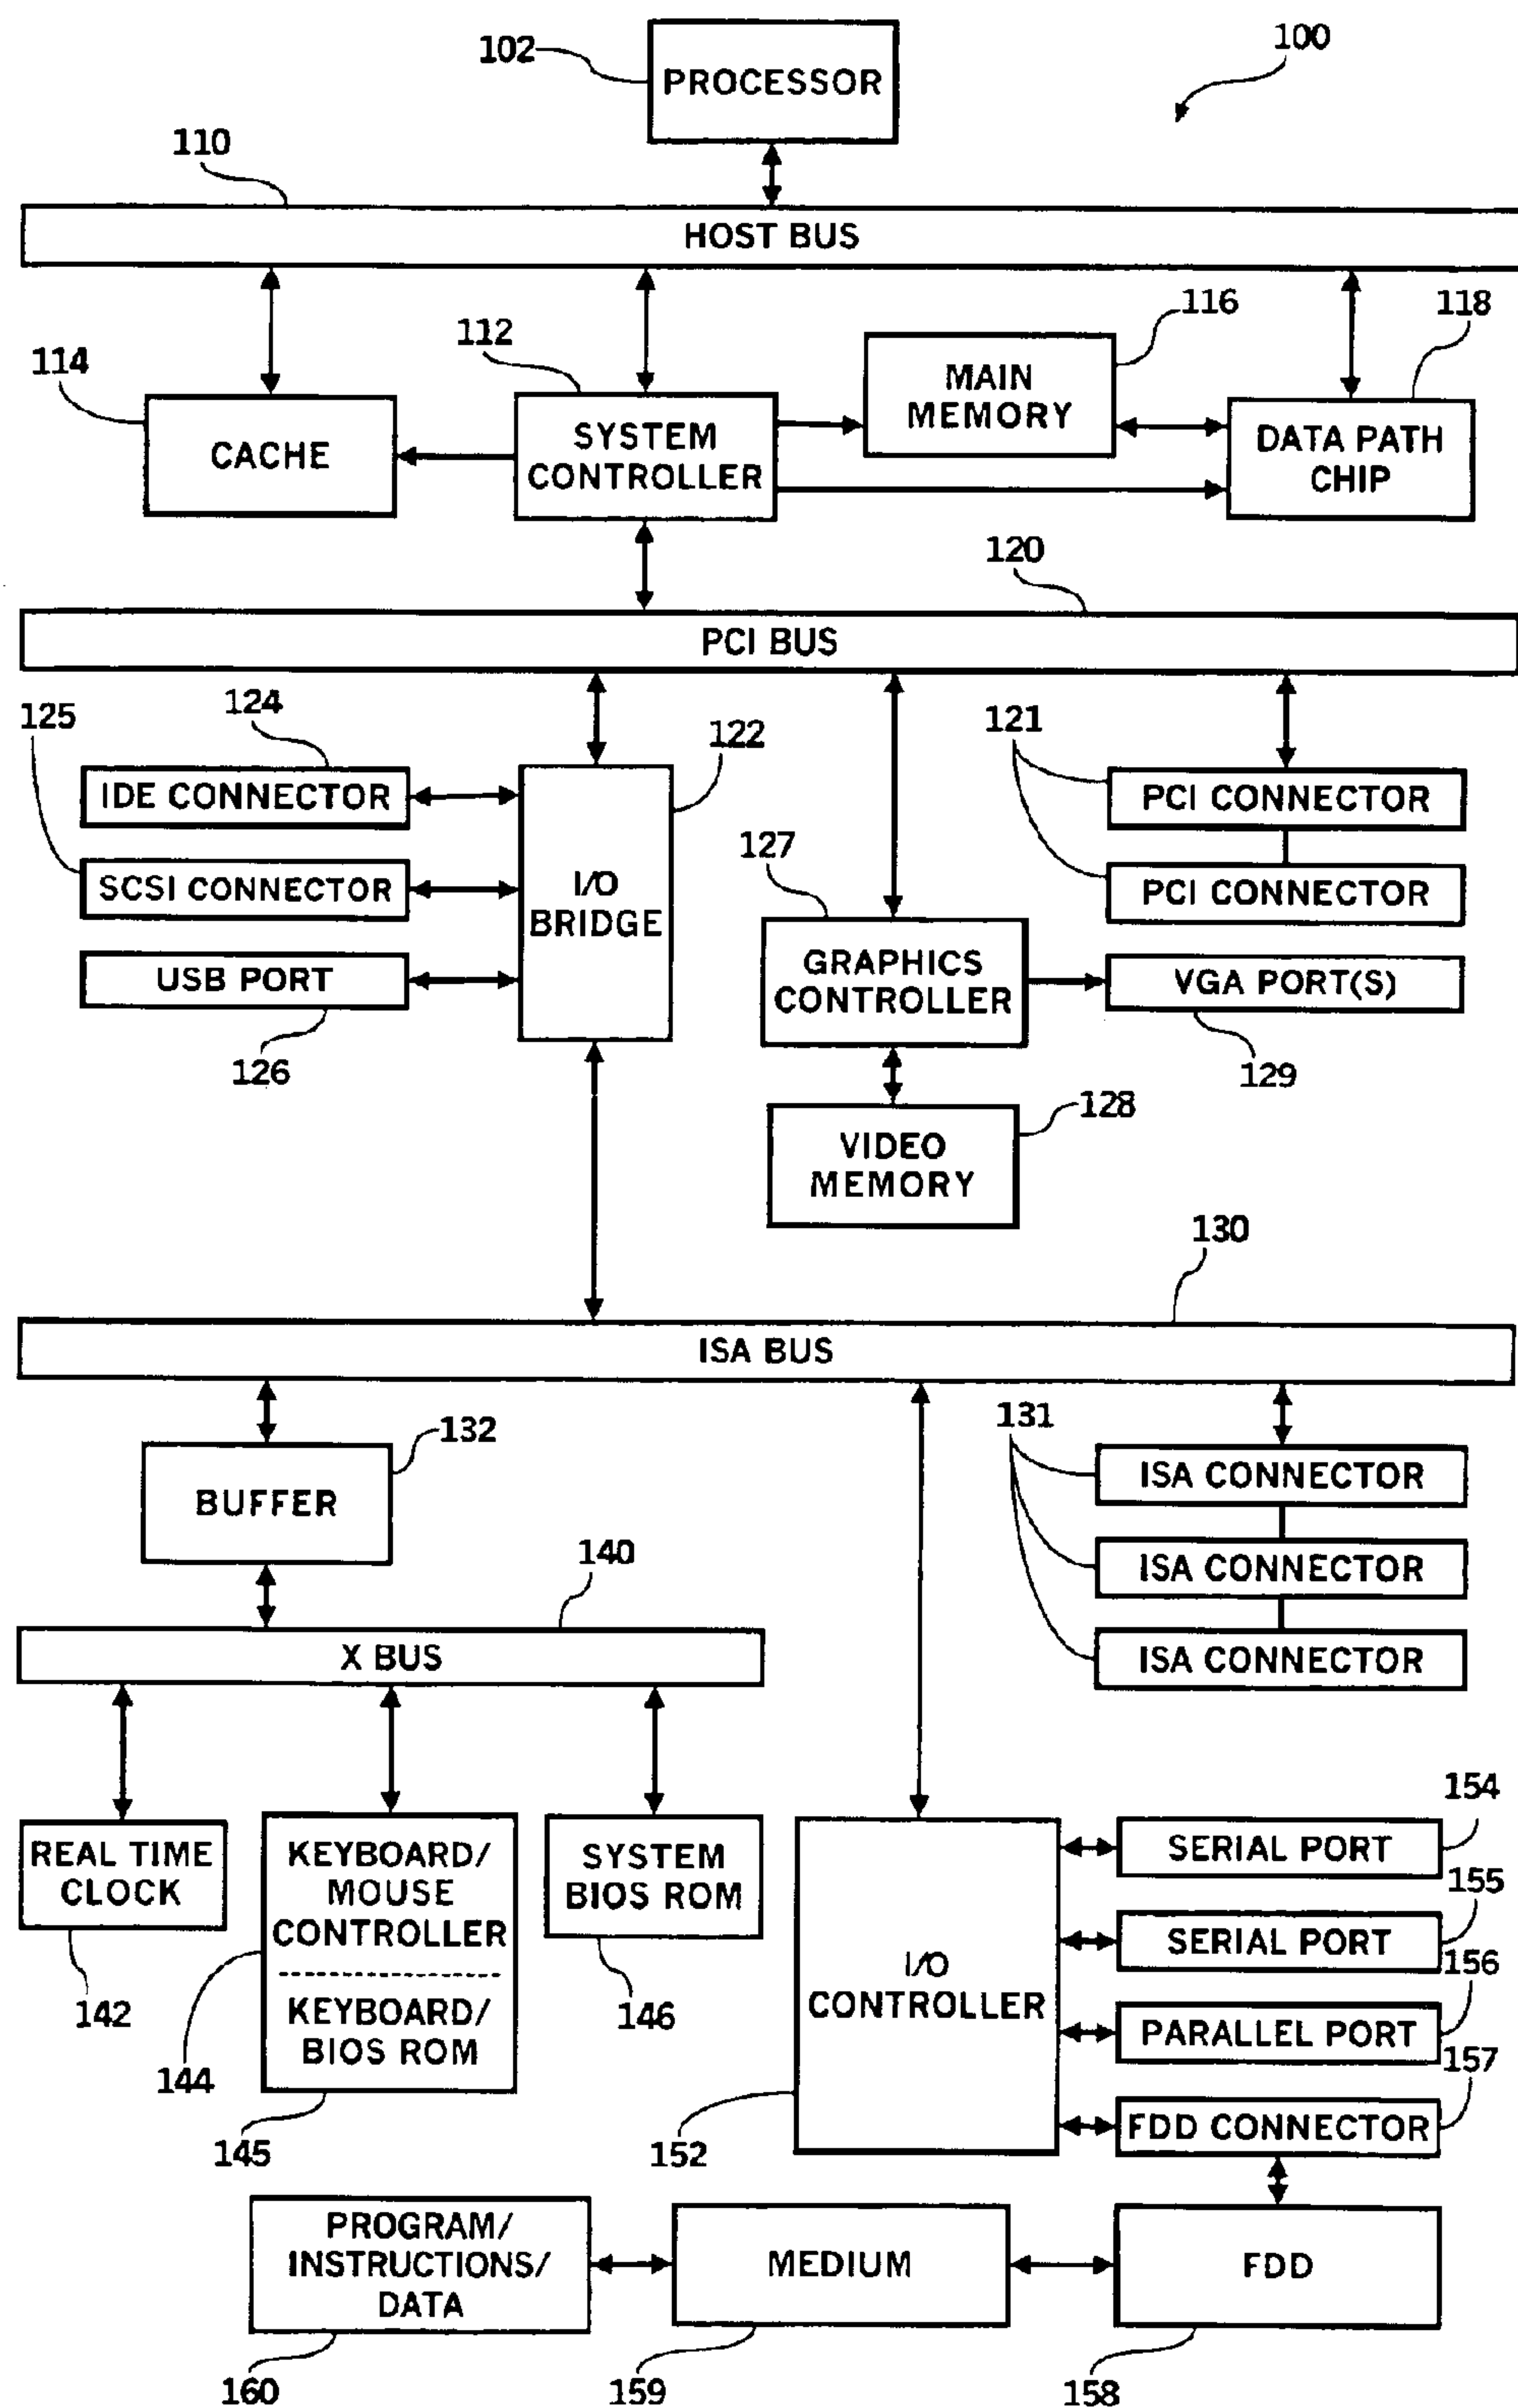 102
PROCESSOR
100
110
HOST BUS
114
CACHE
112
SYSTEM
CONTROLLER
116
MAIN
MEMORY
118
DATA PATH
CHIP
120
PCI BUS
125
124
IDE CONNECTOR
SCSI CONNECTOR
USB PORT
126
122
I/O
BRIDGE
127
GRAPHICS
CONTROLLER
121
PCI CONNECTOR
PCI CONNECTOR
VGA PORT(S)
129
128
VIDEO
MEMORY
130
ISA BUS
132
BUFFER
131
ISA CONNECTOR
ISA CONNECTOR
ISA CONNECTOR
140
X BUS
REAL TIME
CLOCK
142
KEYBOARD/
MOUSE
CONTROLLER
KEYBOARD/
BIOS ROM
144
145
SYSTEM
BIOS ROM
146
I/O
CONTROLLER
152
154
SERIAL PORT
155
SERIAL PORT
156
PARALLEL PORT
157
FDD CONNECTOR
PROGRAM/
INSTRUCTIONS/
DATA
160
MEDIUM
159
FDD
158